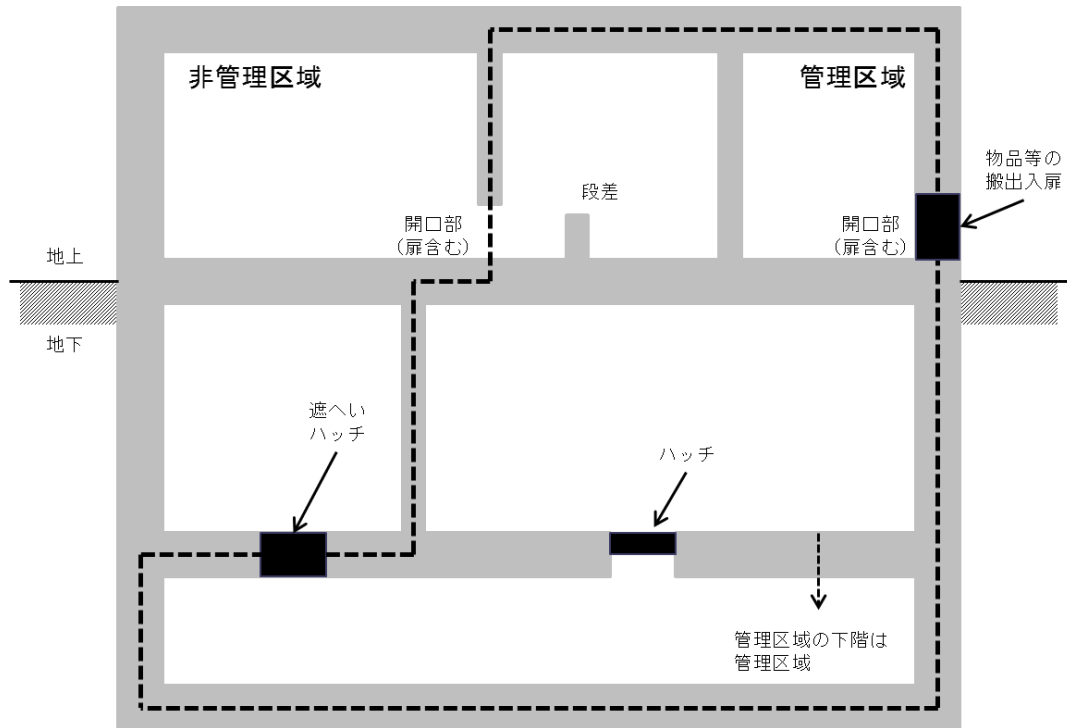 非管理区域
管理区域
物品等の
搬出入扉
段差
開口部
（扉含む）
開口部
（扉含む）
地上
地下
遮へい
ハッチ
ハッチ
管理区域の下階は
管理区域